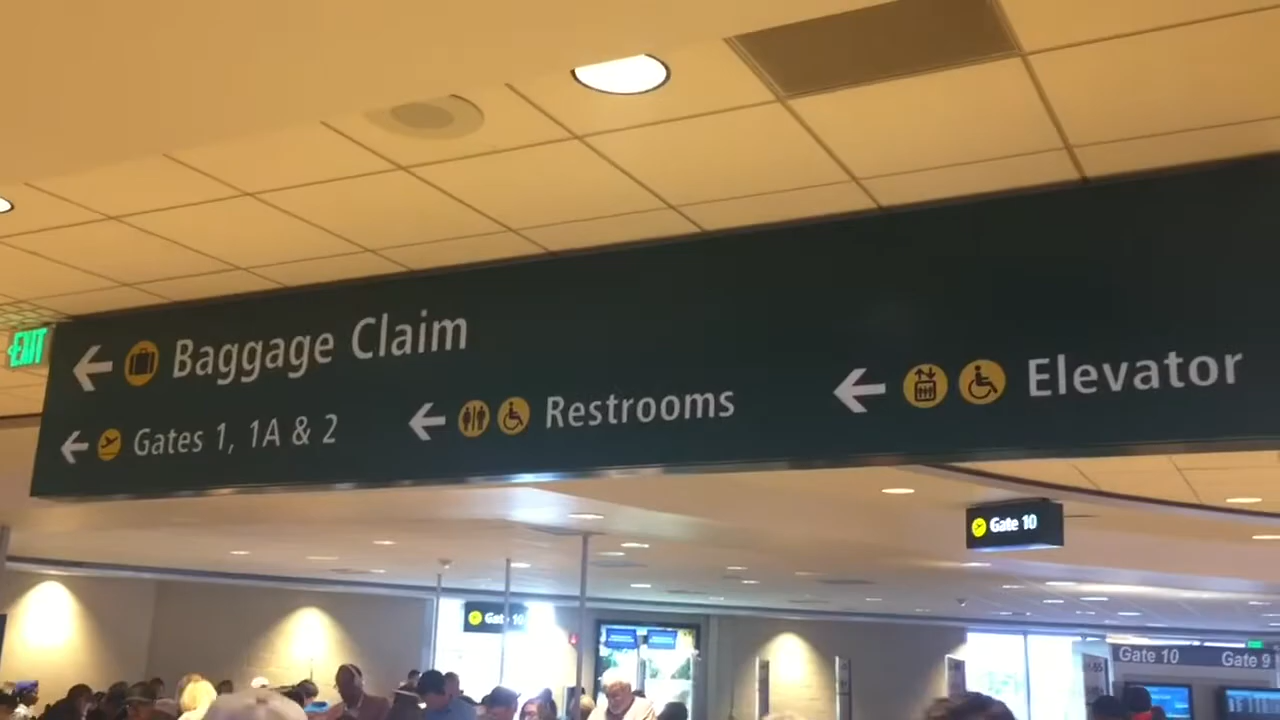 EXIT
Baggage Claim
Gates 1, 1A & 2
Restrooms
Elevator
Gate 10
Gate 10
Gate 10
Gate 9